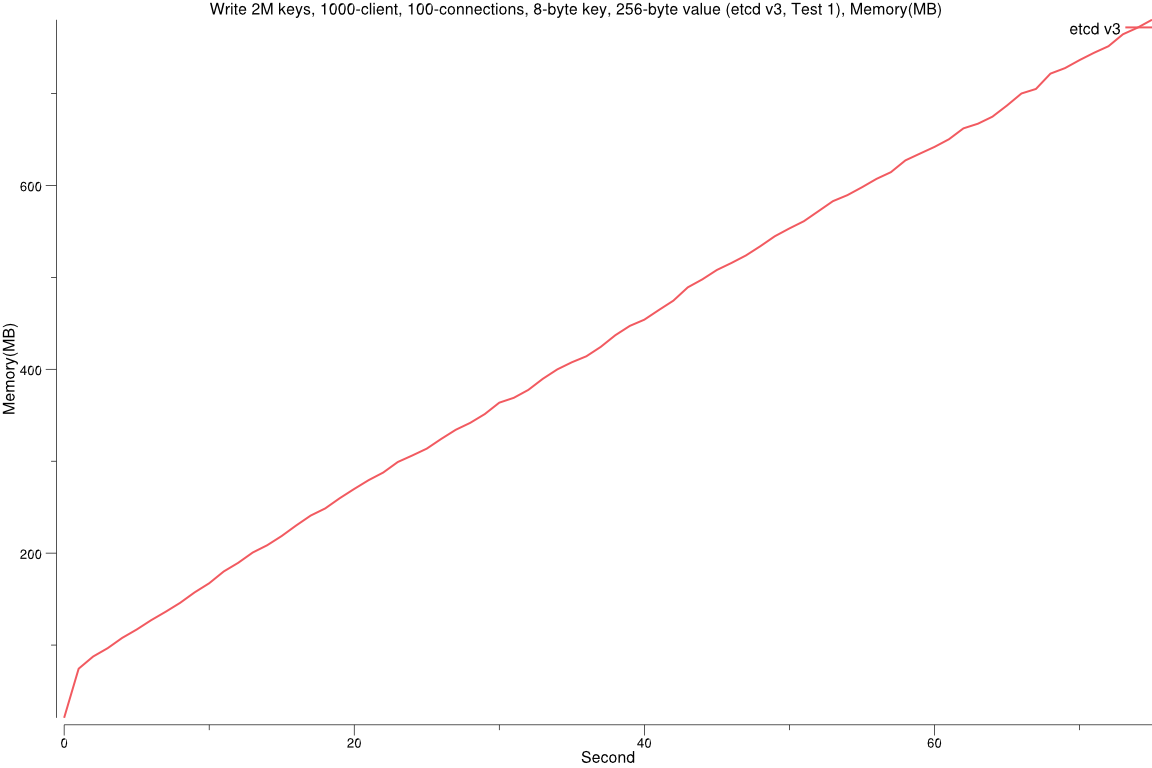 Write 2M keys, 1000-client, 100-connections, 8-byte key, 256-byte value (etcd v3, Test 1), Memory(MB)
etcd v3
600
400
200
Memory(MB)
0 20 40 60
Second